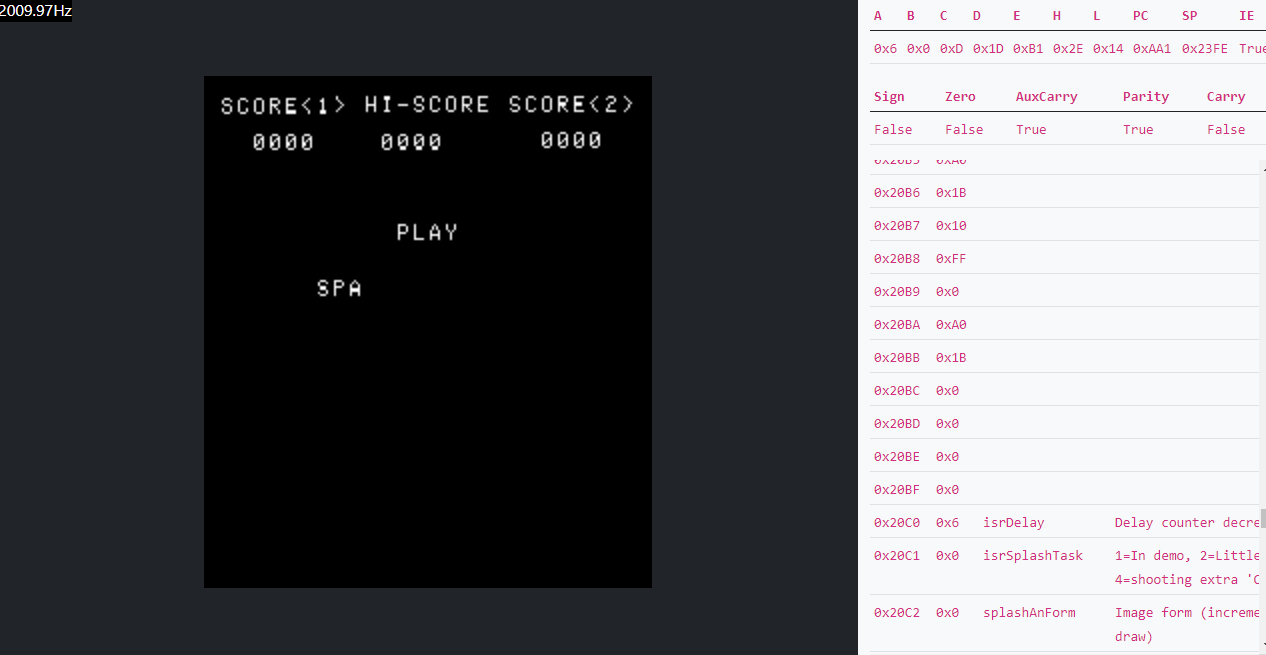 2009.97Hz
SCORE<1> HI-SCORE SCORE<2>
0000 0000 0000
PLAY
SPA
A B C D E H L PC SP IE
0x6 0x0 0xD 0x1D 0xB1 0x2E 0x14 0xAA1 0x23FE True
Sign Zero AuxCarry Parity Carry
False False True True False
0x20B5 0xA0
0x20B6 0x1B
0x20B7 0x10
0x20B8 0xFF
0x20B9 0x0
0x20BA 0xA0
0x20BB 0x1B
0x20BC 0x0
0x20BD 0x0
0x20BE 0x0
0x20BF 0x0
0x20C0 0x6 isrDelay Delay counter decre
0x20C1 0x0 isrSplashTask 1=In demo, 2=Little
4=shooting extra 'C
0x20C2 0x0 splashAnForm Image form (increme
draw)